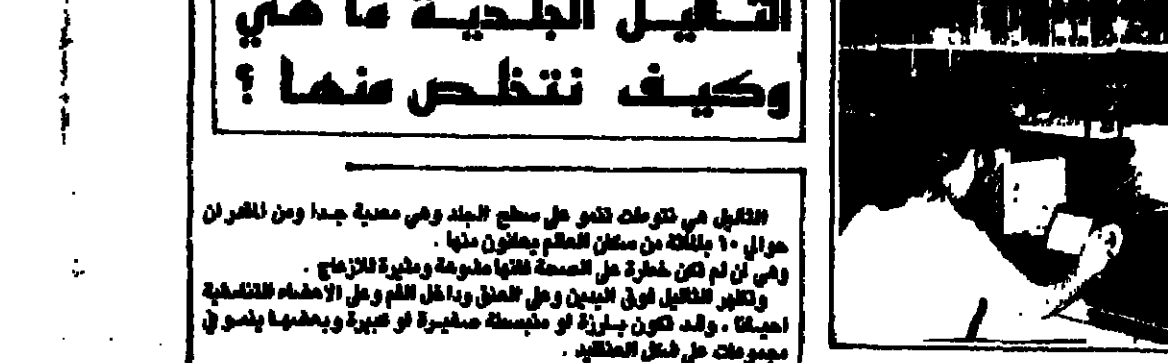 الثآليل الجلدية ما هي
وكيف نتخلص منها ؟
الثآليل هي نتوءات تنمو على سطح الجلد وهي معدية جدا ومن المقدر ان
حوالي ١٠ بالمائة من سكان العالم يعانون منها .
وهي ان لم تكن خطرة على الصحة فانها مشوهة ومثيرة للازعاج .
وتظهر الثآليل فوق اليدين وعلى العنق وداخل الفم وعلى الاعضاء التناسلية
احيانا . وقد تكون بارزة او منبسطة صغيرة او كبيرة وبعضها ينمو في
مجموعات على شكل العناقيد .